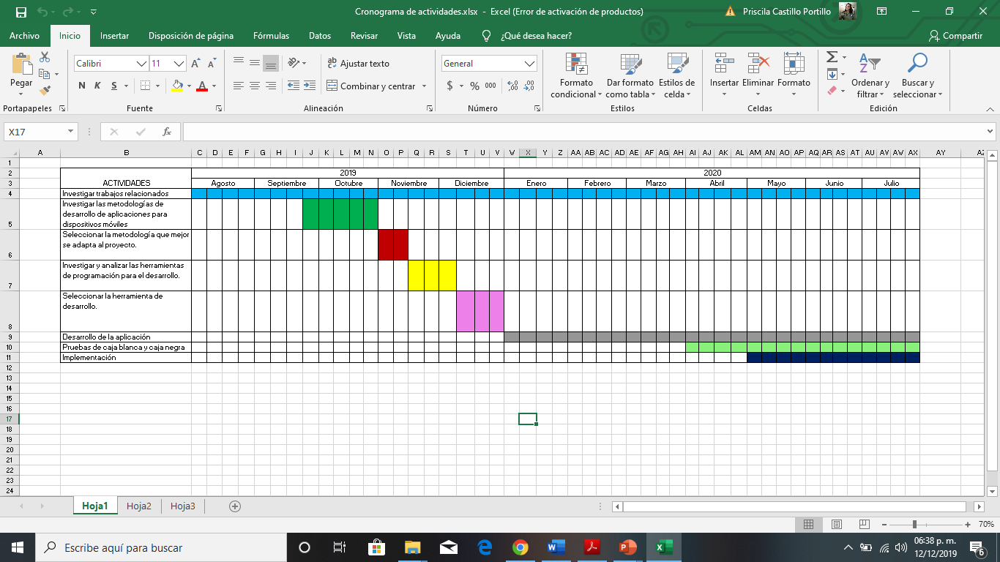 Cronograma de actividades.xlsx - Excel (Error de activación de productos)
Priscila Castillo Portillo
Archivo Inicio Insertar Disposición de página Fórmulas Datos Revisar Vista Ayuda ¿Qué desea hacer? Compartir
Calibri 11 Ajustar texto General
Pegar N K S Combinar y centrar $ % 000
Formato condicional Dar formato como tabla Estilos de celda Insertar Eliminar Formato Ordenar y filtrar Buscar y seleccionar
Portapapeles Fuente Alineación Número Estilos Celdas Edición
X17 fx
A B C D E F G H I J K L M N O P Q R S T U V W X Y Z AA AB AC AD AE AF AG AH AI AJ AK AL AM AN AO AP AQ AR AS AT AU AV AW AX AY AZ
1
2 2019 2020
3 ACTIVIDADES Agosto Septiembre Octubre Noviembre Diciembre Enero Febrero Marzo Abril Mayo Junio Julio
4 Investigar trabajos relacionados
Investigar las metodologías de
desarrollo de aplicaciones para
5 dispositivos móviles
Seleccionar la metodología que mejor
se adapta al proyecto.
6
Investigar y analizar las herramientas
de programación para el desarrollo.
7
Seleccionar la herramienta de
desarrollo.
8
9 Desarrollo de la aplicación
10 Pruebas de caja blanca y caja negra
11 Implementación
12
13
14
15
16
17
18
19
20
21
22
23
24
Hoja1 Hoja2 Hoja3
70%
Escribe aquí para buscar
06:38 p. m.
12/12/2019
6